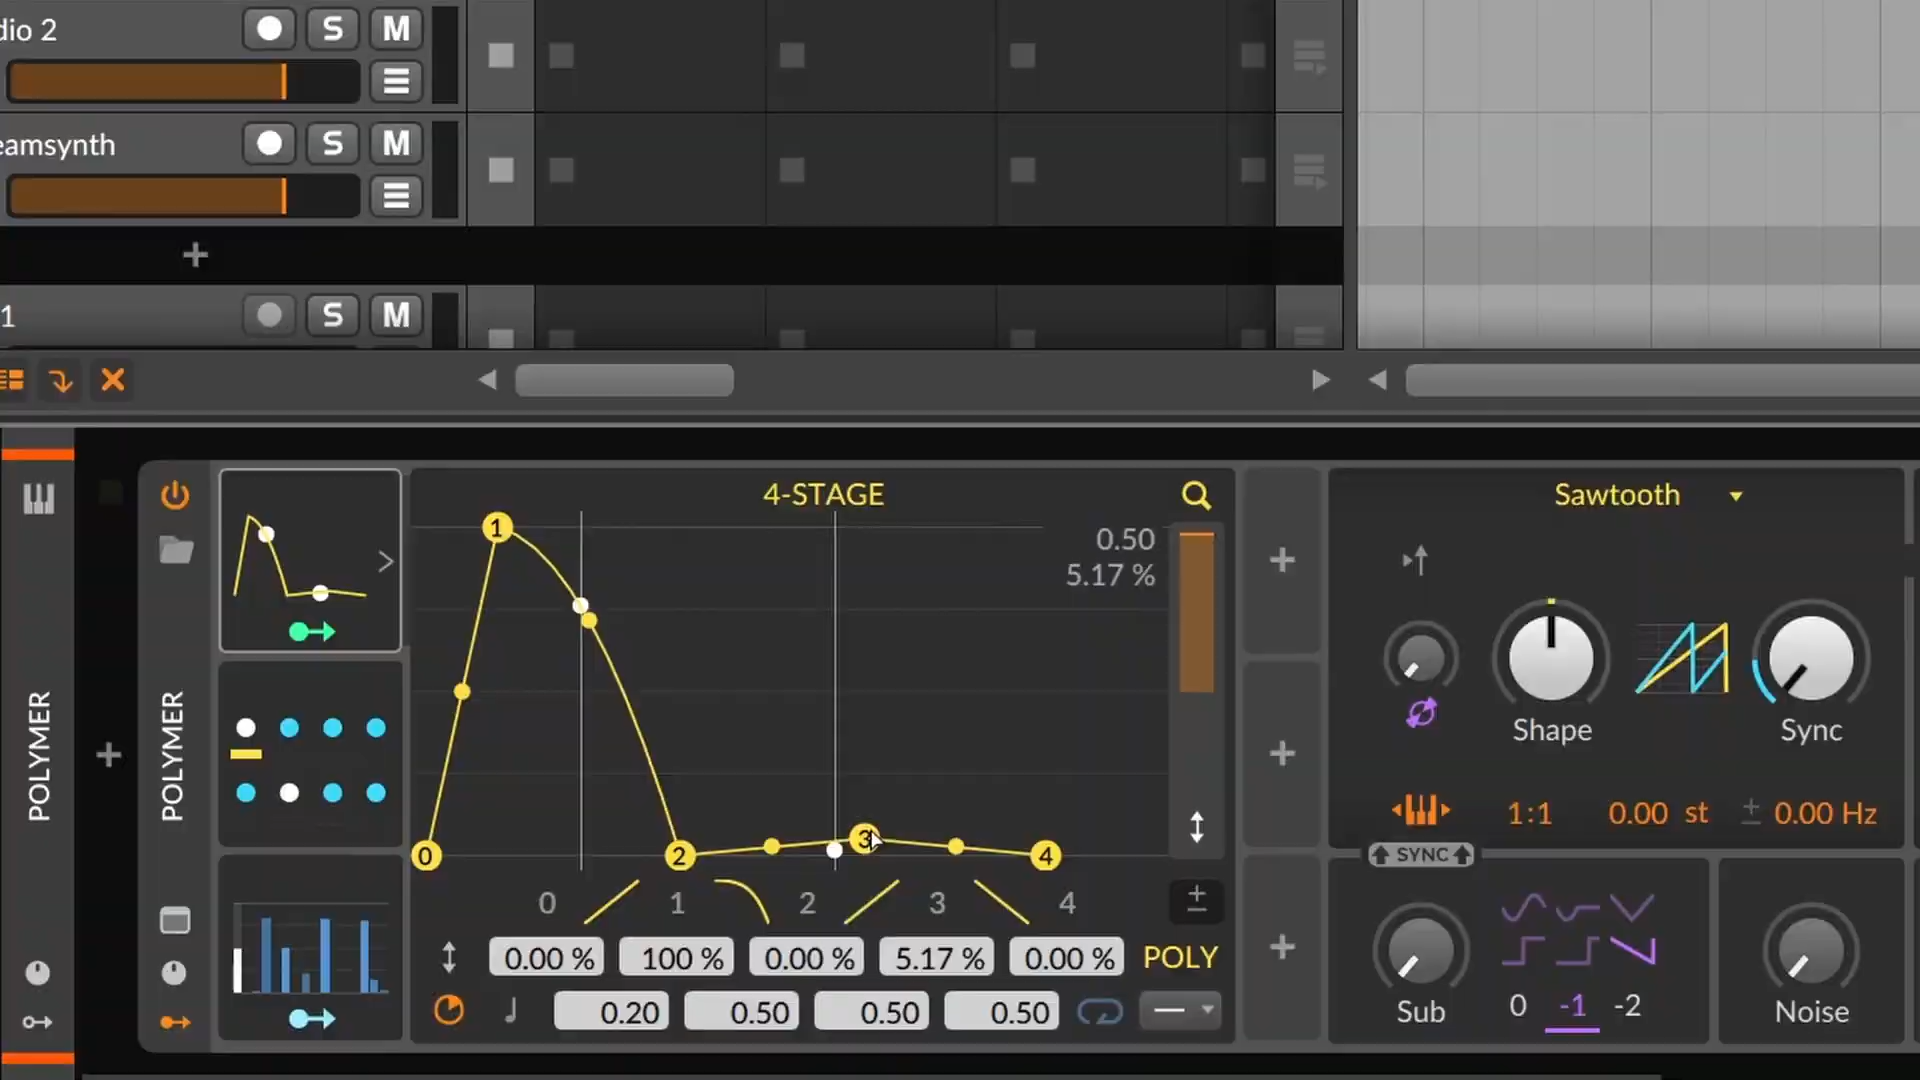 dio 2
S M
eamsynth
S M
+
1
S M
4-STAGE
0.50
5.17 %
1
0
2
3
4
0 1 2 3 4
0.00 % 100 % 0.00 % 5.17 % 0.00 % POLY
0.20 0.50 0.50 0.50
POLYMER
POLYMER
Sawtooth
Shape
Sync
1:1 0.00 st ± 0.00 Hz
SYNC
Sub
0 -1 -2
Noise